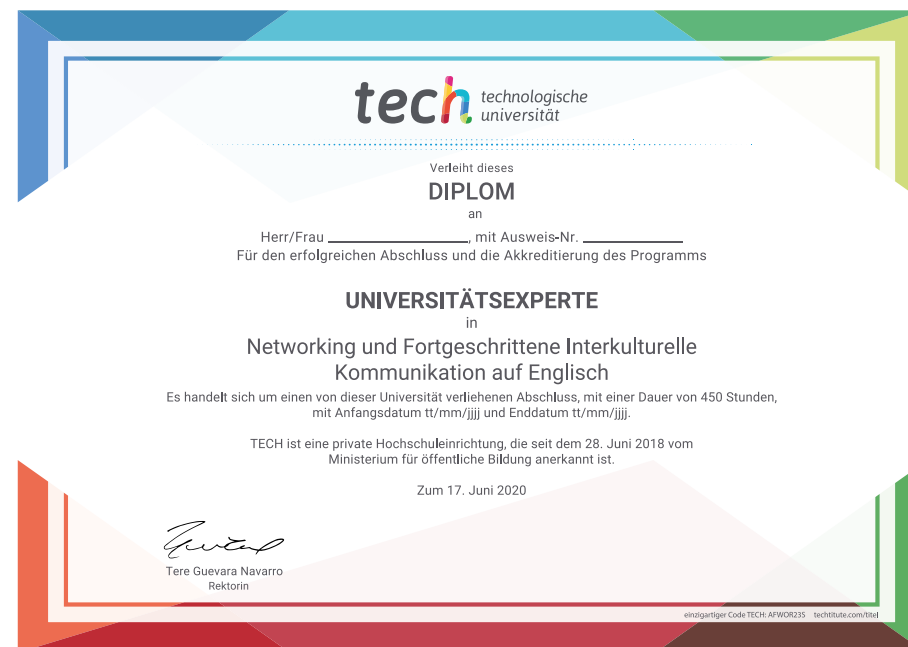 tech technologische
universität
Verleiht dieses
DIPLOM
an
Herr/Frau ____________, mit Ausweis-Nr. ____________
Für den erfolgreichen Abschluss und die Akkreditierung des Programms
UNIVERSITÄTSEXPERTE
in
Networking und Fortgeschrittene Interkulturelle
Kommunikation auf Englisch
Es handelt sich um einen von dieser Universität verliehenen Abschluss, mit einer Dauer von 450 Stunden,
mit Anfangsdatum tt/mm/jjjj und Enddatum tt/mm/jjjj.
TECH ist eine private Hochschuleinrichtung, die seit dem 28. Juni 2018 vom
Ministerium für öffentliche Bildung anerkannt ist.
Zum 17. Juni 2020
Tere Guevara Navarro
Rektorin
einzigartiger Code TECH: AFWOR235 techtitute.com/titel